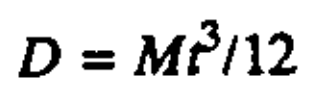 D = Mt³/12